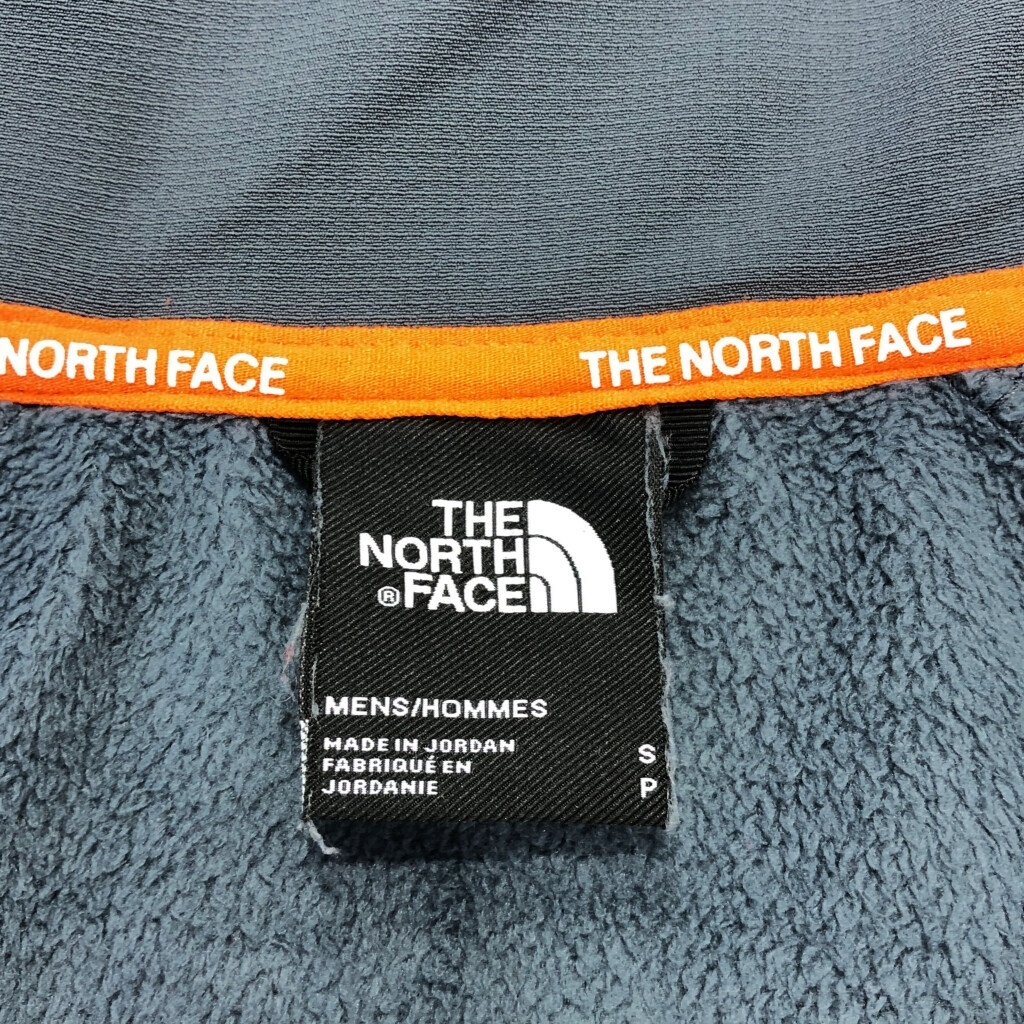 NORTH FACE
THE NORTH FACE
THE
NORTH
® FACE
MENS/HOMMES
MADE IN JORDAN
FABRIQUÉ EN
JORDANIE
S
P